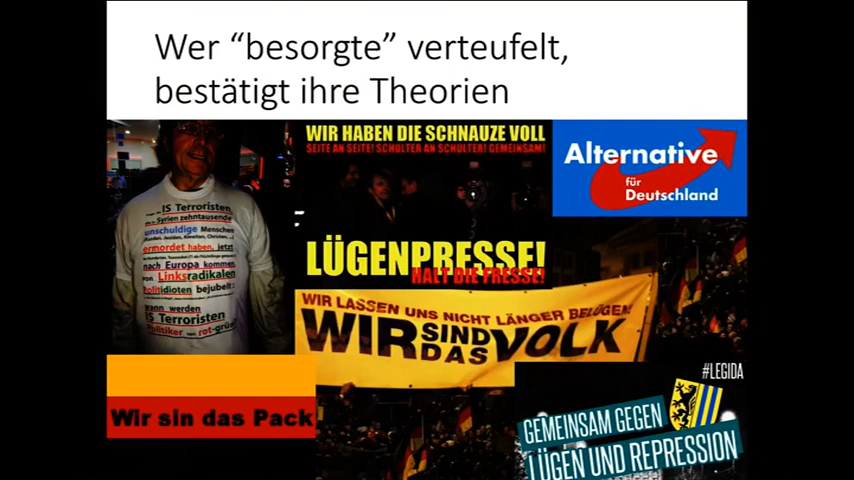 Wer “besorgte” verteufelt,
bestätigt ihre Theorien
IS Terroristen
Syrien zehntausende
unschuldige Menschen
ermordet haben, jetzt
nach Europa kommen,
von Linksradikalen
Politidioten bejubelt:
wann werden
IS Terroristen
Politiker rot-grün
WIR HABEN DIE SCHNAUZE VOLL
SEITE AN SEITE! SCHULTER AN SCHULTER! GEMEINSAM!
LÜGENPRESSE!
HALT DIE FRESSE!
Alternative
für
Deutschland
WIR LASSEN UNS NICHT LÄNGER BELÜGEN!
WIR SIND DAS VOLK
Wir sin das Pack
#LEGIDA
GEMEINSAM GEGEN
LÜGEN UND REPRESSION